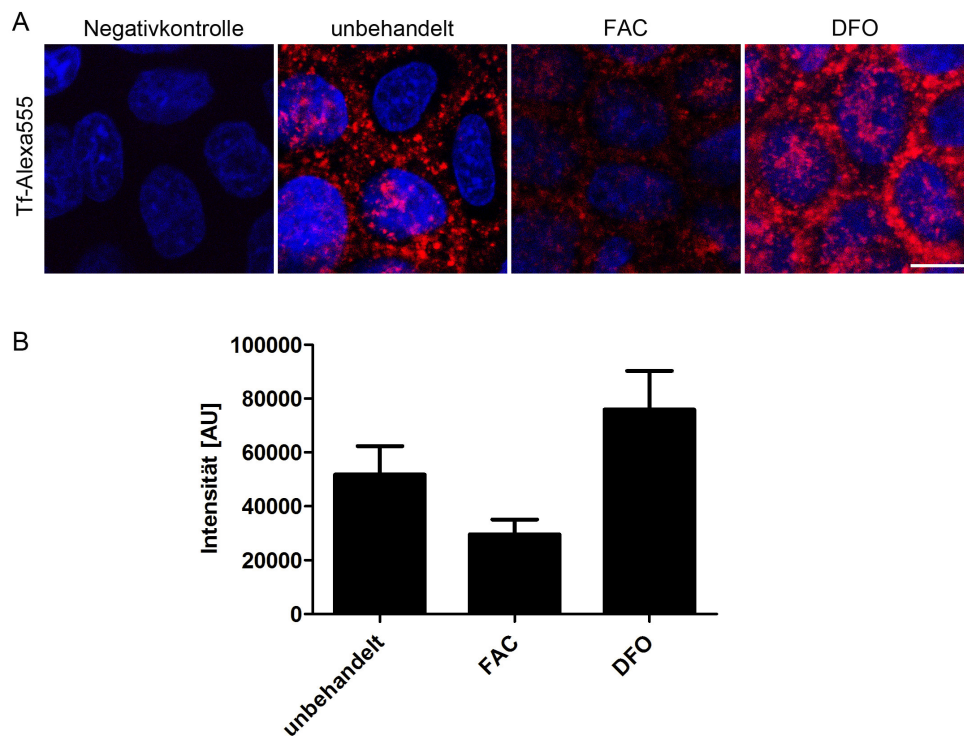 A
Negativkontrolle unbehandelt FAC DFO
Tf-Alexa555
B
Intensität [AU]
100000
80000
60000
40000
20000
0
unbehandelt FAC DFO